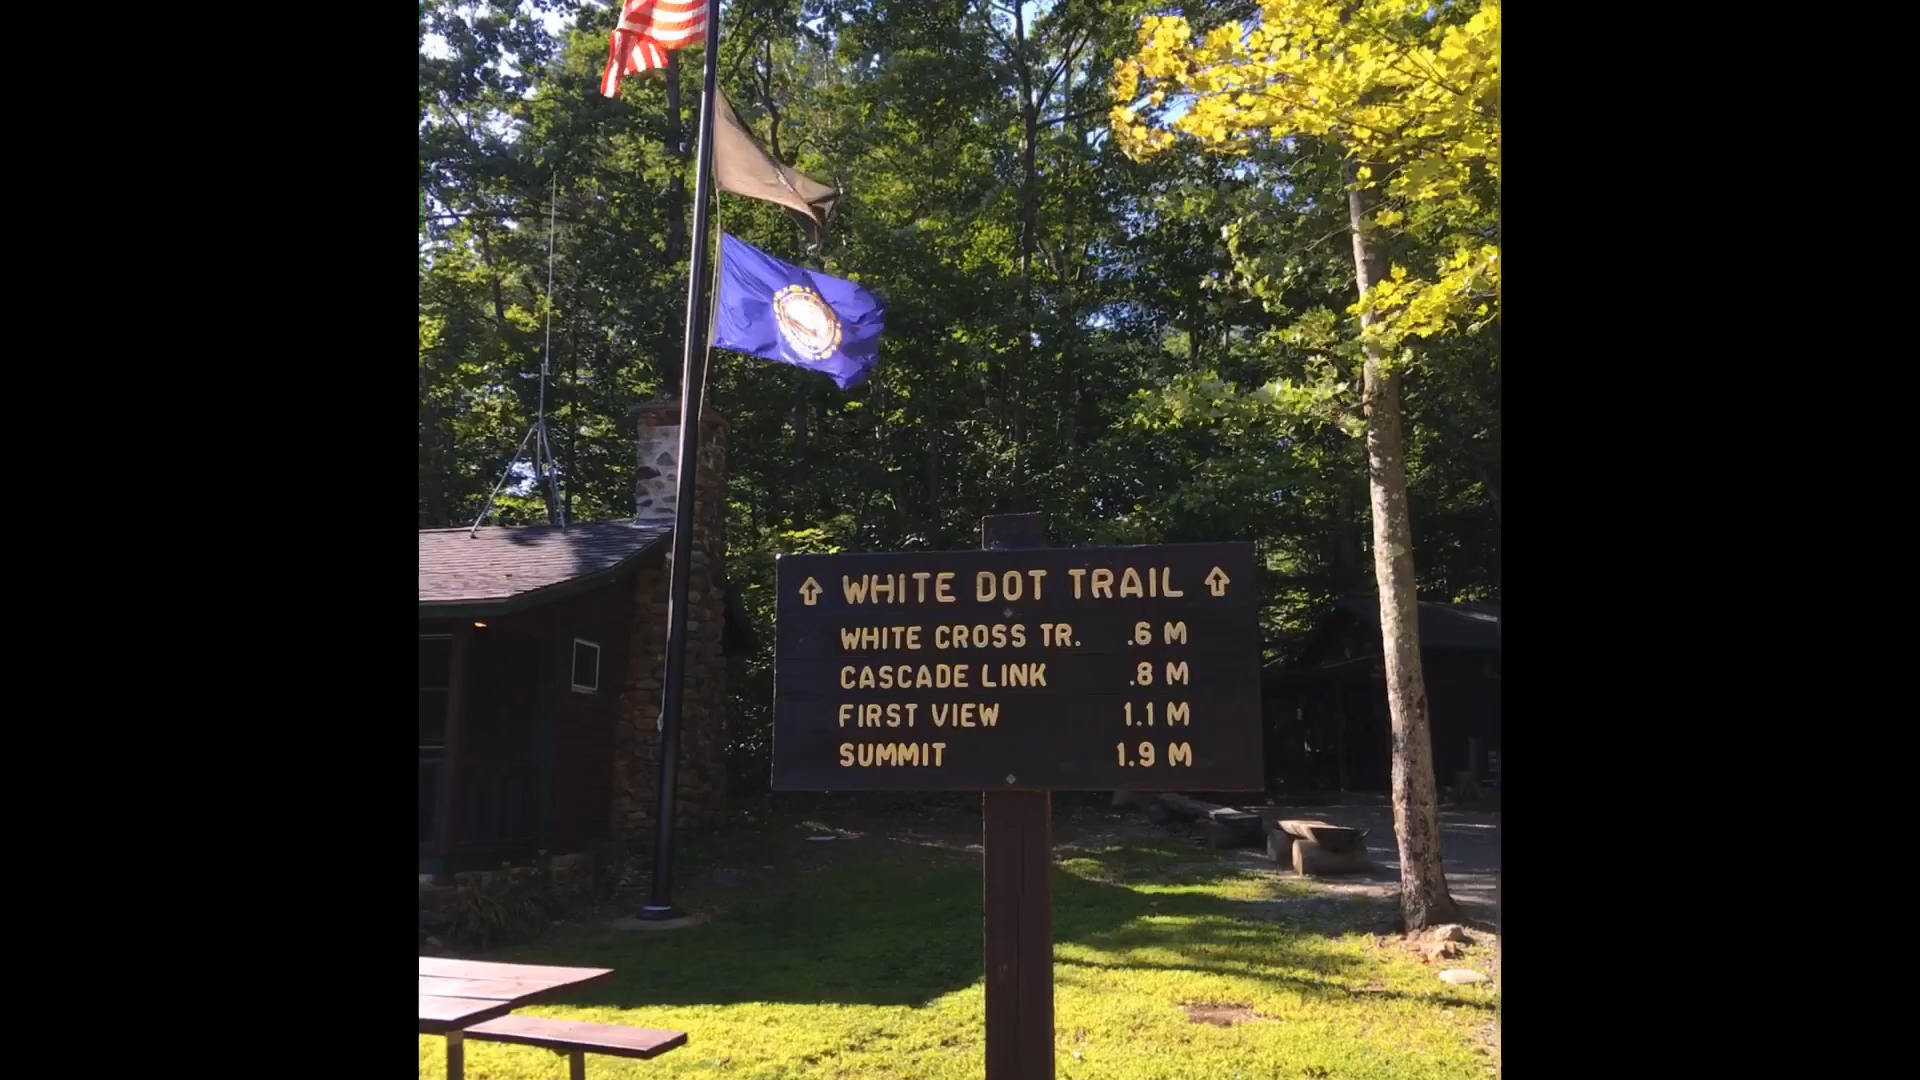 ⇧ WHITE DOT TRAIL ⇧
WHITE CROSS TR. .6 M
CASCADE LINK .8 M
FIRST VIEW 1.1 M
SUMMIT 1.9 M